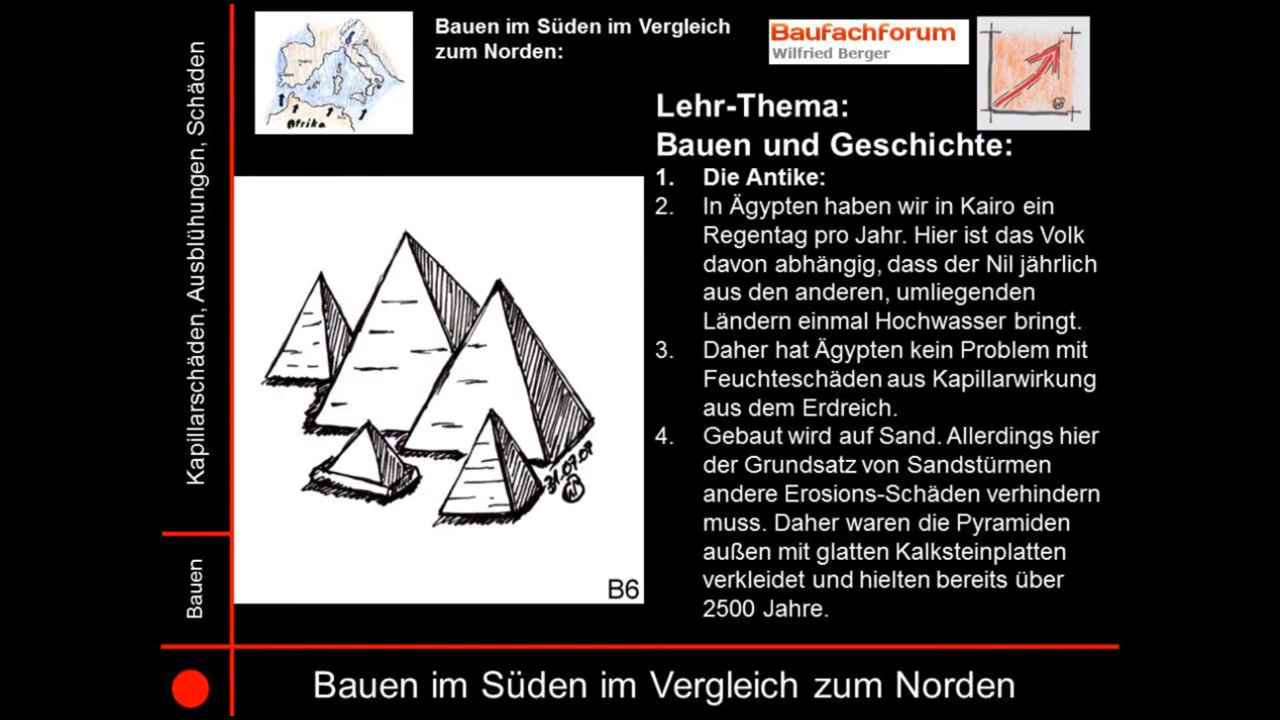 Bauen im Süden im Vergleich
zum Norden:
Baufachforum
Wilfried Berger
Afrika
Lehr-Thema:
Bauen und Geschichte:
1. Die Antike:
2. In Ägypten haben wir in Kairo ein
Regentag pro Jahr. Hier ist das Volk
davon abhängig, dass der Nil jährlich
aus den anderen, umliegenden
Ländern einmal Hochwasser bringt.
3. Daher hat Ägypten kein Problem mit
Feuchteschäden aus Kapillarwirkung
aus dem Erdreich.
4. Gebaut wird auf Sand. Allerdings hier
der Grundsatz von Sandstürmen
andere Erosions-Schäden verhindern
muss. Daher waren die Pyramiden
außen mit glatten Kalksteinplatten
verkleidet und hielten bereits über
2500 Jahre.
31.07.07
B6
Kapillarschäden, Ausblühungen, Schäden
Bauen
Bauen im Süden im Vergleich zum Norden